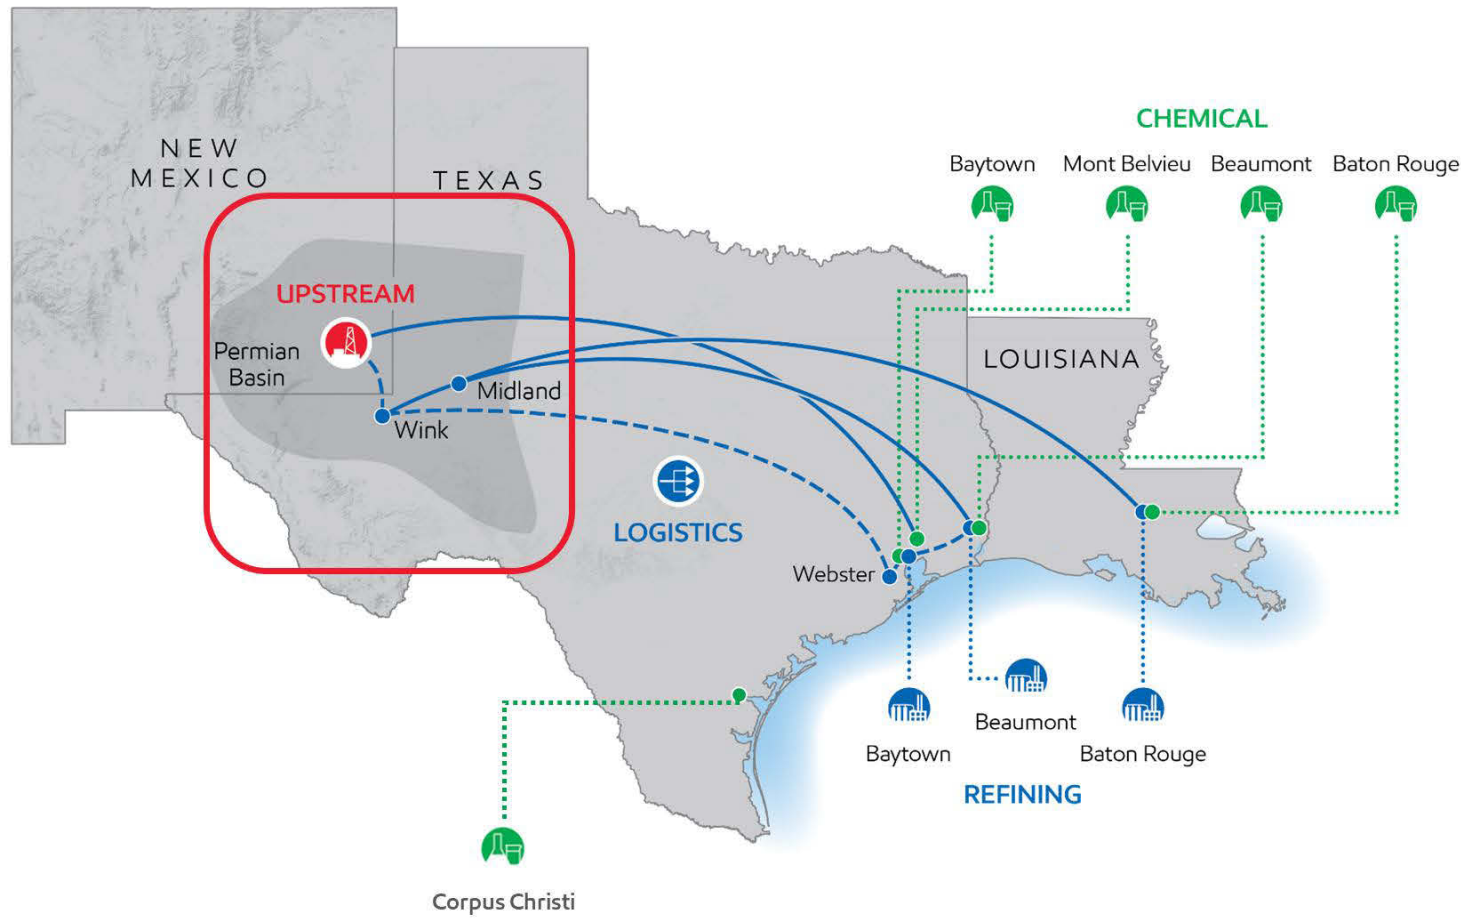 NEW
MEXICO
TEXAS
UPSTREAM
Permian
Basin
Midland
Wink
LOGISTICS
CHEMICAL
Baytown
Mont Belvieu
Beaumont
Baton Rouge
LOUISIANA
Webster
Baytown
Beaumont
Baton Rouge
REFINING
Corpus Christi